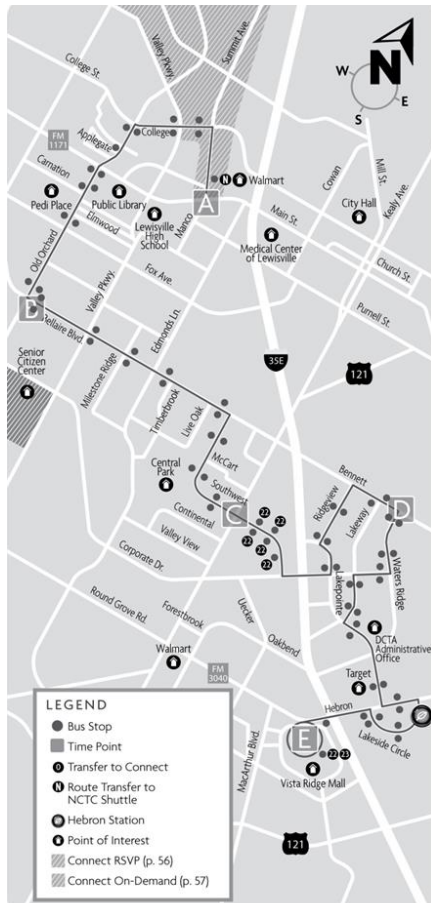 Valley Pkwy.
Summit Ave.
College St.
W
N
E
S
FM
1171
Applegate
College
Carnation
N
Walmart
Cowan
Mill St.
Kealy Ave.
Pedi Place
Public Library
A
Main St.
City Hall
Elmwood
Lewisville
High
School
Manco
Medical Center
of Lewisville
Old Orchard
Church St.
Fox Ave.
Valley Pkwy.
Purnell St.
B
Bellaire Blvd.
Edmonds Ln.
Senior
Citizen
Center
35E
121
Milestone Ridge
Timberbrook
Live Oak
McCart
Central
Park
Southwest
Bennett
Continental
C
22
22
Ridgeview
Lakeway
D
Valley View
22
22
22
Corporate Dr.
Lakepointe
Waters Ridge
Round Grove Rd.
Forestbrook
Uecker
Oakbend
DCTA
Administrative
Office
Walmart
FM
3040
Target
Hebron
MacArthur Blvd.
E
22 23
Lakeside Circle
Vista Ridge Mall
121
LEGEND
Bus Stop
Time Point
0 Transfer to Connect
N Route Transfer to
NCTC Shuttle
Hebron Station
Point of Interest
Connect RSVP (p. 56)
Connect On-Demand (p. 57)